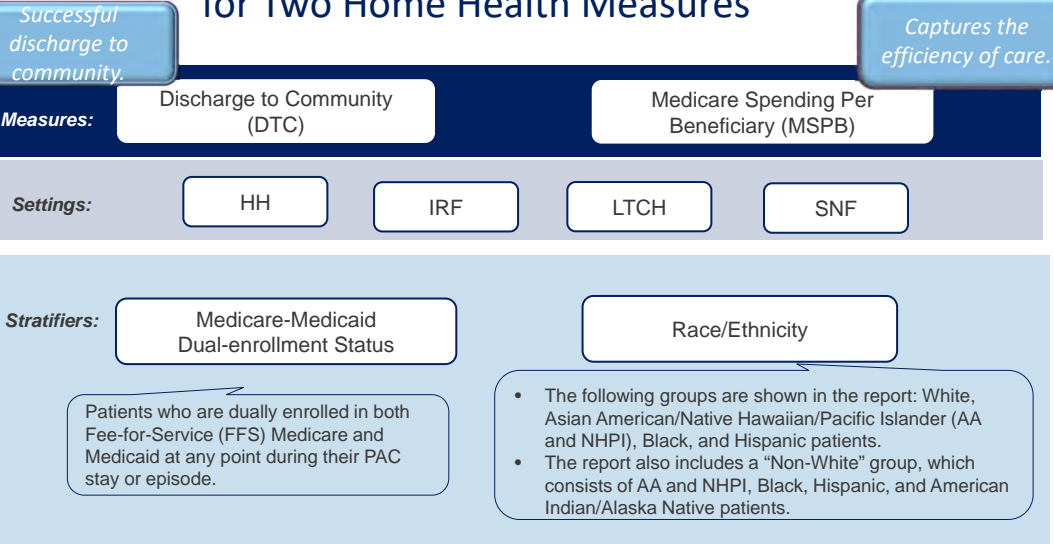 for Two Home Health Measures
Successful
discharge to
community.
Captures the
efficiency of care.
Measures:
Discharge to Community
(DTC)
Medicare Spending Per
Beneficiary (MSPB)
Settings:
HH
IRF
LTCH
SNF
Stratifiers:
Medicare-Medicaid
Dual-enrollment Status
Race/Ethnicity
Patients who are dually enrolled in both
Fee-for-Service (FFS) Medicare and
Medicaid at any point during their PAC
stay or episode.
• The following groups are shown in the report: White,
Asian American/Native Hawaiian/Pacific Islander (AA
and NHPI), Black, and Hispanic patients.
• The report also includes a “Non-White” group, which
consists of AA and NHPI, Black, Hispanic, and American
Indian/Alaska Native patients.